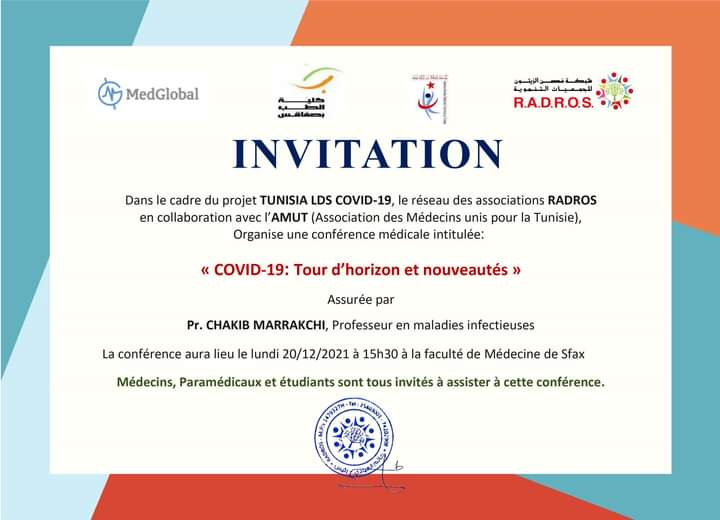 MedGlobal
كلية
الطب
بصفاقس
شبكة غصن الزيتون
للجمعيات التنموية
R.A.D.R.O.S.
INVITATION
Dans le cadre du projet TUNISIA LDS COVID-19, le réseau des associations RADROS
en collaboration avec l’AMUT (Association des Médecins unis pour la Tunisie),
Organise une conférence médicale intitulée:
« COVID-19: Tour d’horizon et nouveautés »
Assurée par
Pr. CHAKIB MARRAKCHI, Professeur en maladies infectieuses
La conférence aura lieu le lundi 20/12/2021 à 15h30 à la faculté de Médecine de Sfax
Médecins, Paramédicaux et étudiants sont tous invités à assister à cette conférence.